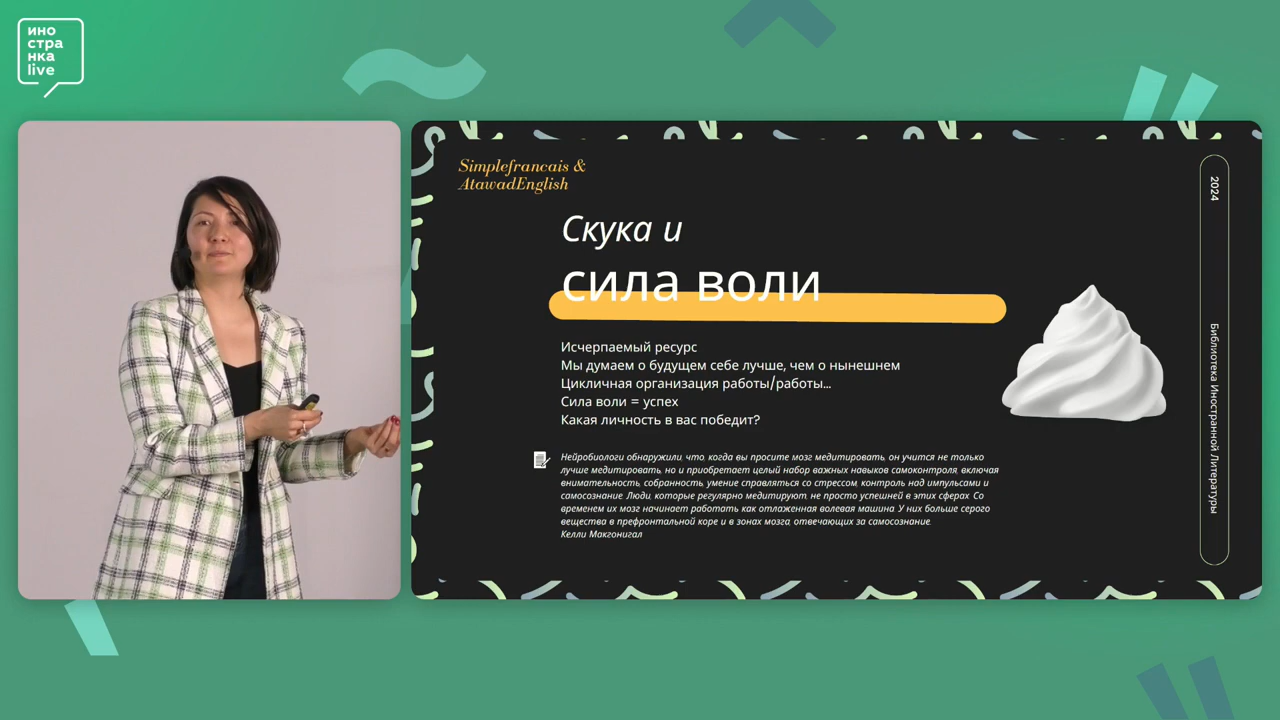 ино
стра
нка
live
Simplefrancais &
AtawadEnglish
Скука и
сила воли
Исчерпаемый ресурс
Мы думаем о будущем себе лучше, чем о нынешнем
Цикличная организация работы/работы...
Сила воли = успех
Какая личность в вас победит?
Нейробиологи обнаружили, что, когда вы просите мозг медитировать, он учится не только
лучше медитировать, но и приобретает целый набор важных навыков самоконтроля, включая
внимательность, собранность, умение справляться со стрессом, контроль над импульсами и
самосознание. Люди, которые регулярно медитируют, не просто успешней в этих сферах. Со
временем их мозг начинает работать как отлаженная волевая машина. У них больше серого
вещества в префронтальной коре и в зонах мозга, отвечающих за самосознание.
Келли Макгонигал
2024
Библиотека Иностранной Литературы